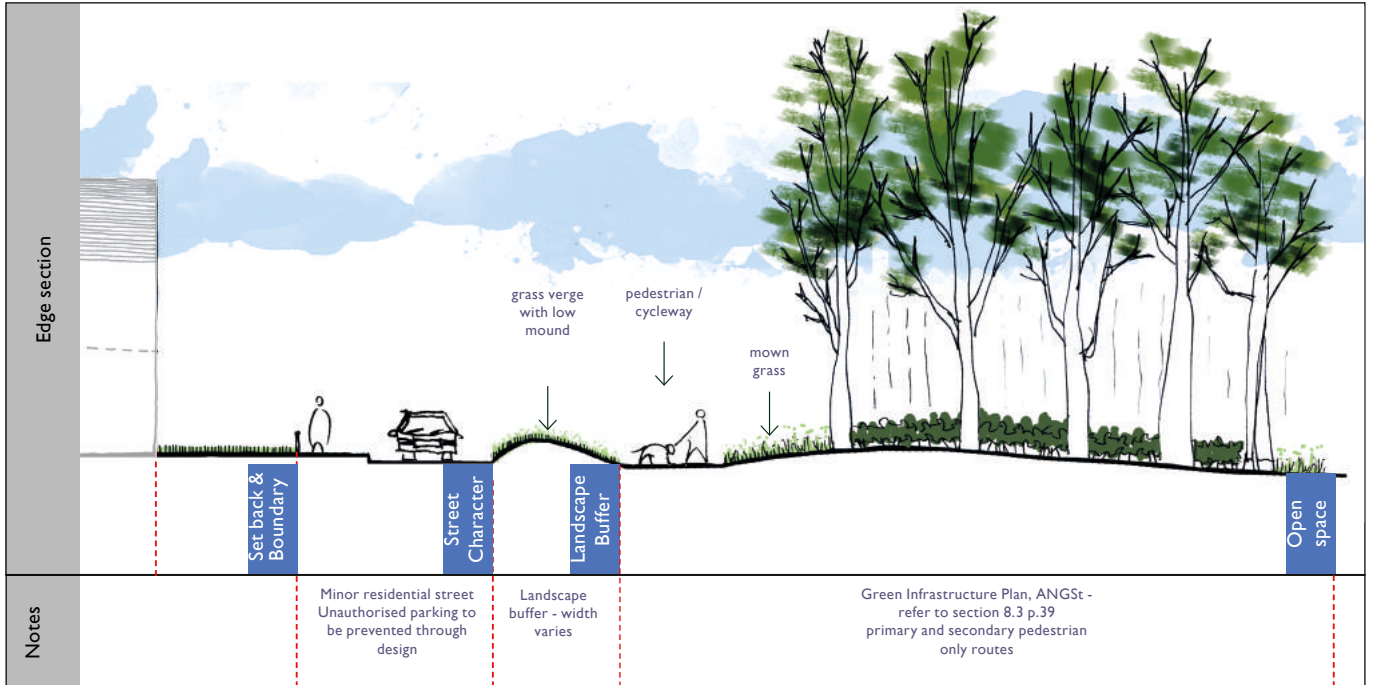 Edge section
grass verge
with low
mound
pedestrian /
cycleway
mown
grass
Set back &
Boundary
Street
Character
Landscape
Buffer
Open
space
Notes
Minor residential street
Unauthorised parking to
be prevented through
design
Landscape
buffer - width
varies
Green Infrastructure Plan, ANGSt -
refer to section 8.3 p.39
primary and secondary pedestrian
only routes